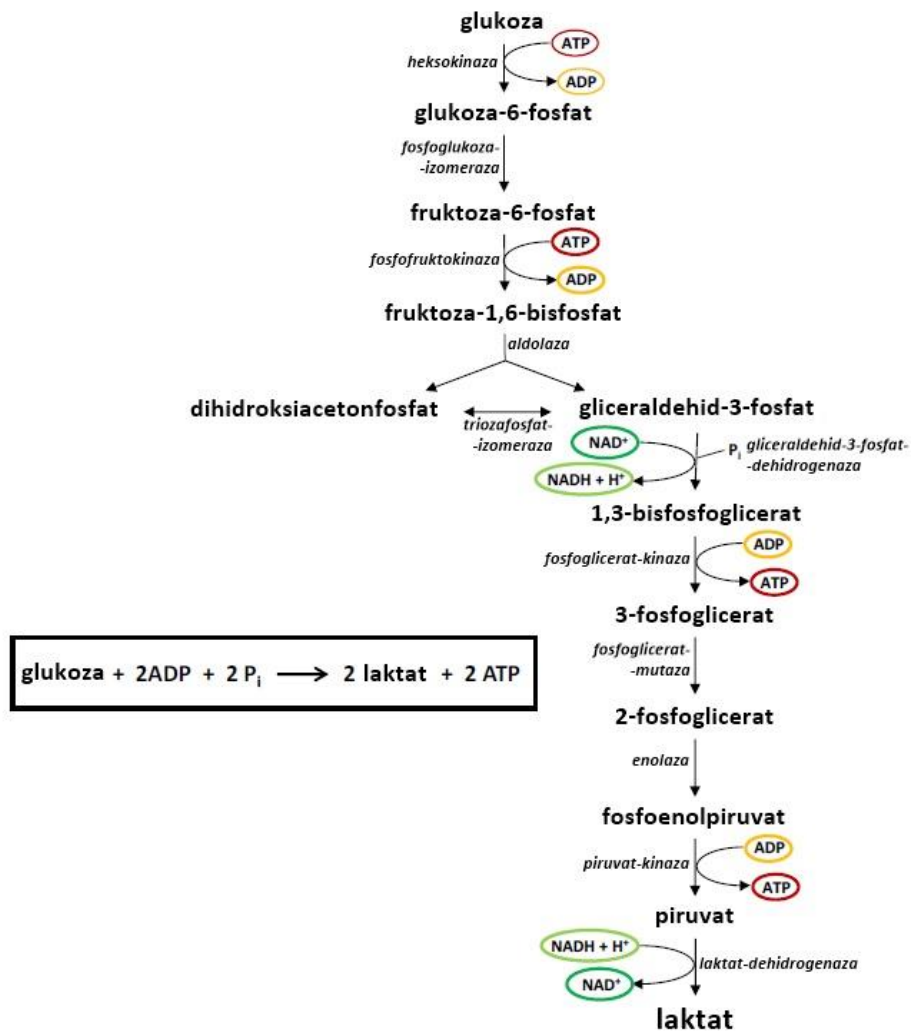 glukoza
ATP
heksokinaza
ADP
glukoza-6-fosfat
fosfoglukoza-
-izomeraza
fruktoza-6-fosfat
ATP
fosfofruktokinaza
ADP
fruktoza-1,6-bisfosfat
aldolaza
dihidroksiacetonfosfat
gliceraldehid-3-fosfat
triozafosfat-
-izomeraza
NAD⁺
Pᵢ gliceraldehid-3-fosfat-
-dehidrogenaza
NADH + H⁺
1,3-bisfosfoglicerat
ADP
fosfoglicerat-kinaza
ATP
3-fosfoglicerat
fosfoglicerat-
-mutaza
glukoza + 2ADP + 2 Pᵢ ⟶ 2 laktat + 2 ATP
2-fosfoglicerat
enolaza
fosfoenolpiruvat
ADP
piruvat-kinaza
ATP
piruvat
NADH + H⁺
laktat-dehidrogenaza
NAD⁺
laktat